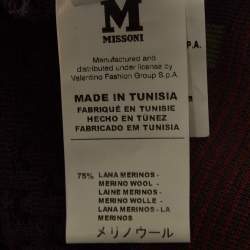 M
MISSONI
Manufactured and
distributed under license by
Valentino Fashion Group S.p.A.
P.A.
MADE IN TUNISIA
FABRIQUÉ EN TUNISIE
HECHO EN TÚNEZ
FABRICADO EM TUNISIA
75% LANA MERINOS -
MERINO WOOL -
LAINE MERINOS -
MERINO WOLLE -
LANA MERINOS - LA
MERINOS
メリノウール